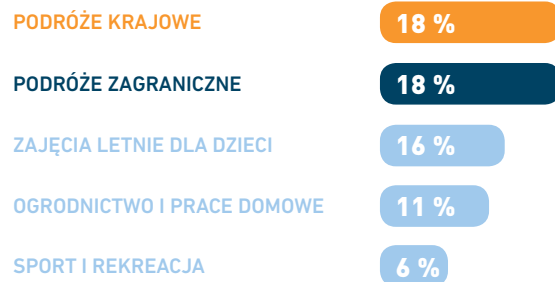 PODRÓŻE KRAJOWE 18 %
PODRÓŻE ZAGRANICZNE 18 %
ZAJĘCIA LETNIE DLA DZIECI 16 %
OGRODNICTWO I PRACE DOMOWE 11 %
SPORT I REKREACJA 6 %